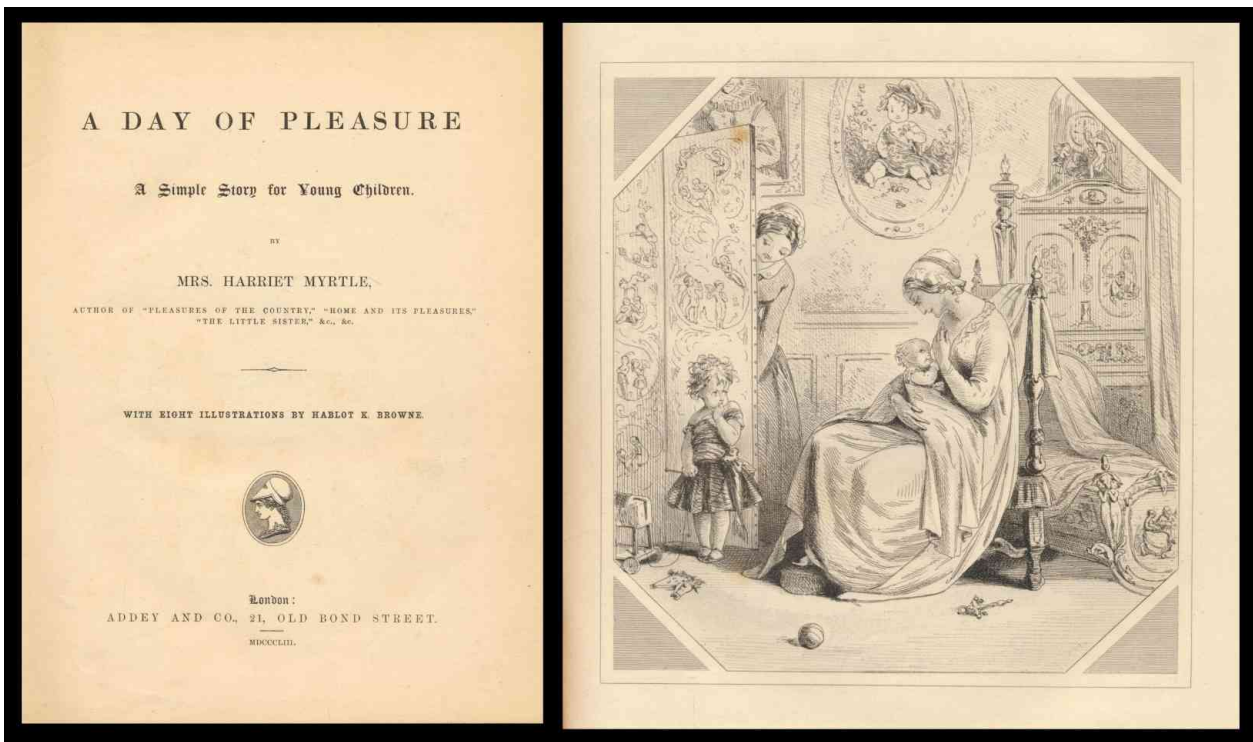 A DAY OF PLEASURE
A Simple Story for Young Children.
BY
MRS. HARRIET MYRTLE,
AUTHOR OF "PLEASURES OF THE COUNTRY," "HOME AND ITS PLEASURES,"
"THE LITTLE SISTER," &c., &c.
WITH EIGHT ILLUSTRATIONS BY HABLOT K. BROWNE.
London:
ADDEY AND CO., 21, OLD BOND STREET.
MDCCCLIII.